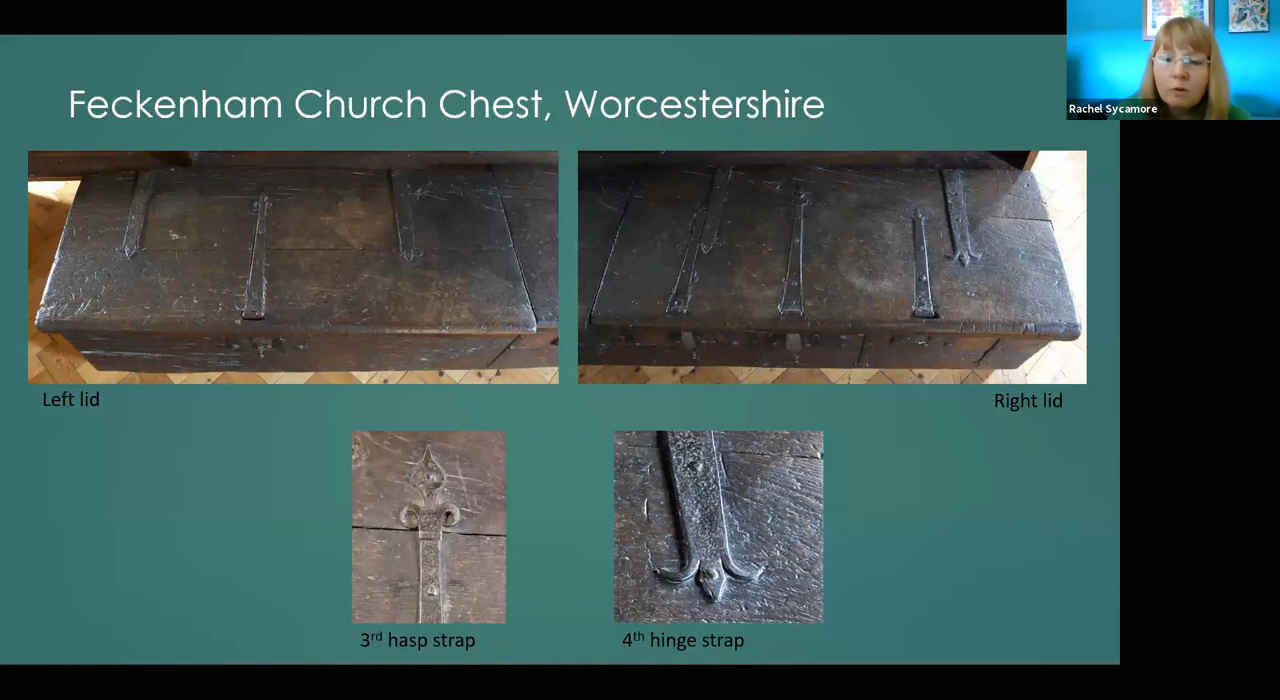 Feckenham Church Chest, Worcestershire
Rachel Sycamore
Left lid
Right lid
3rd hasp strap
4th hinge strap